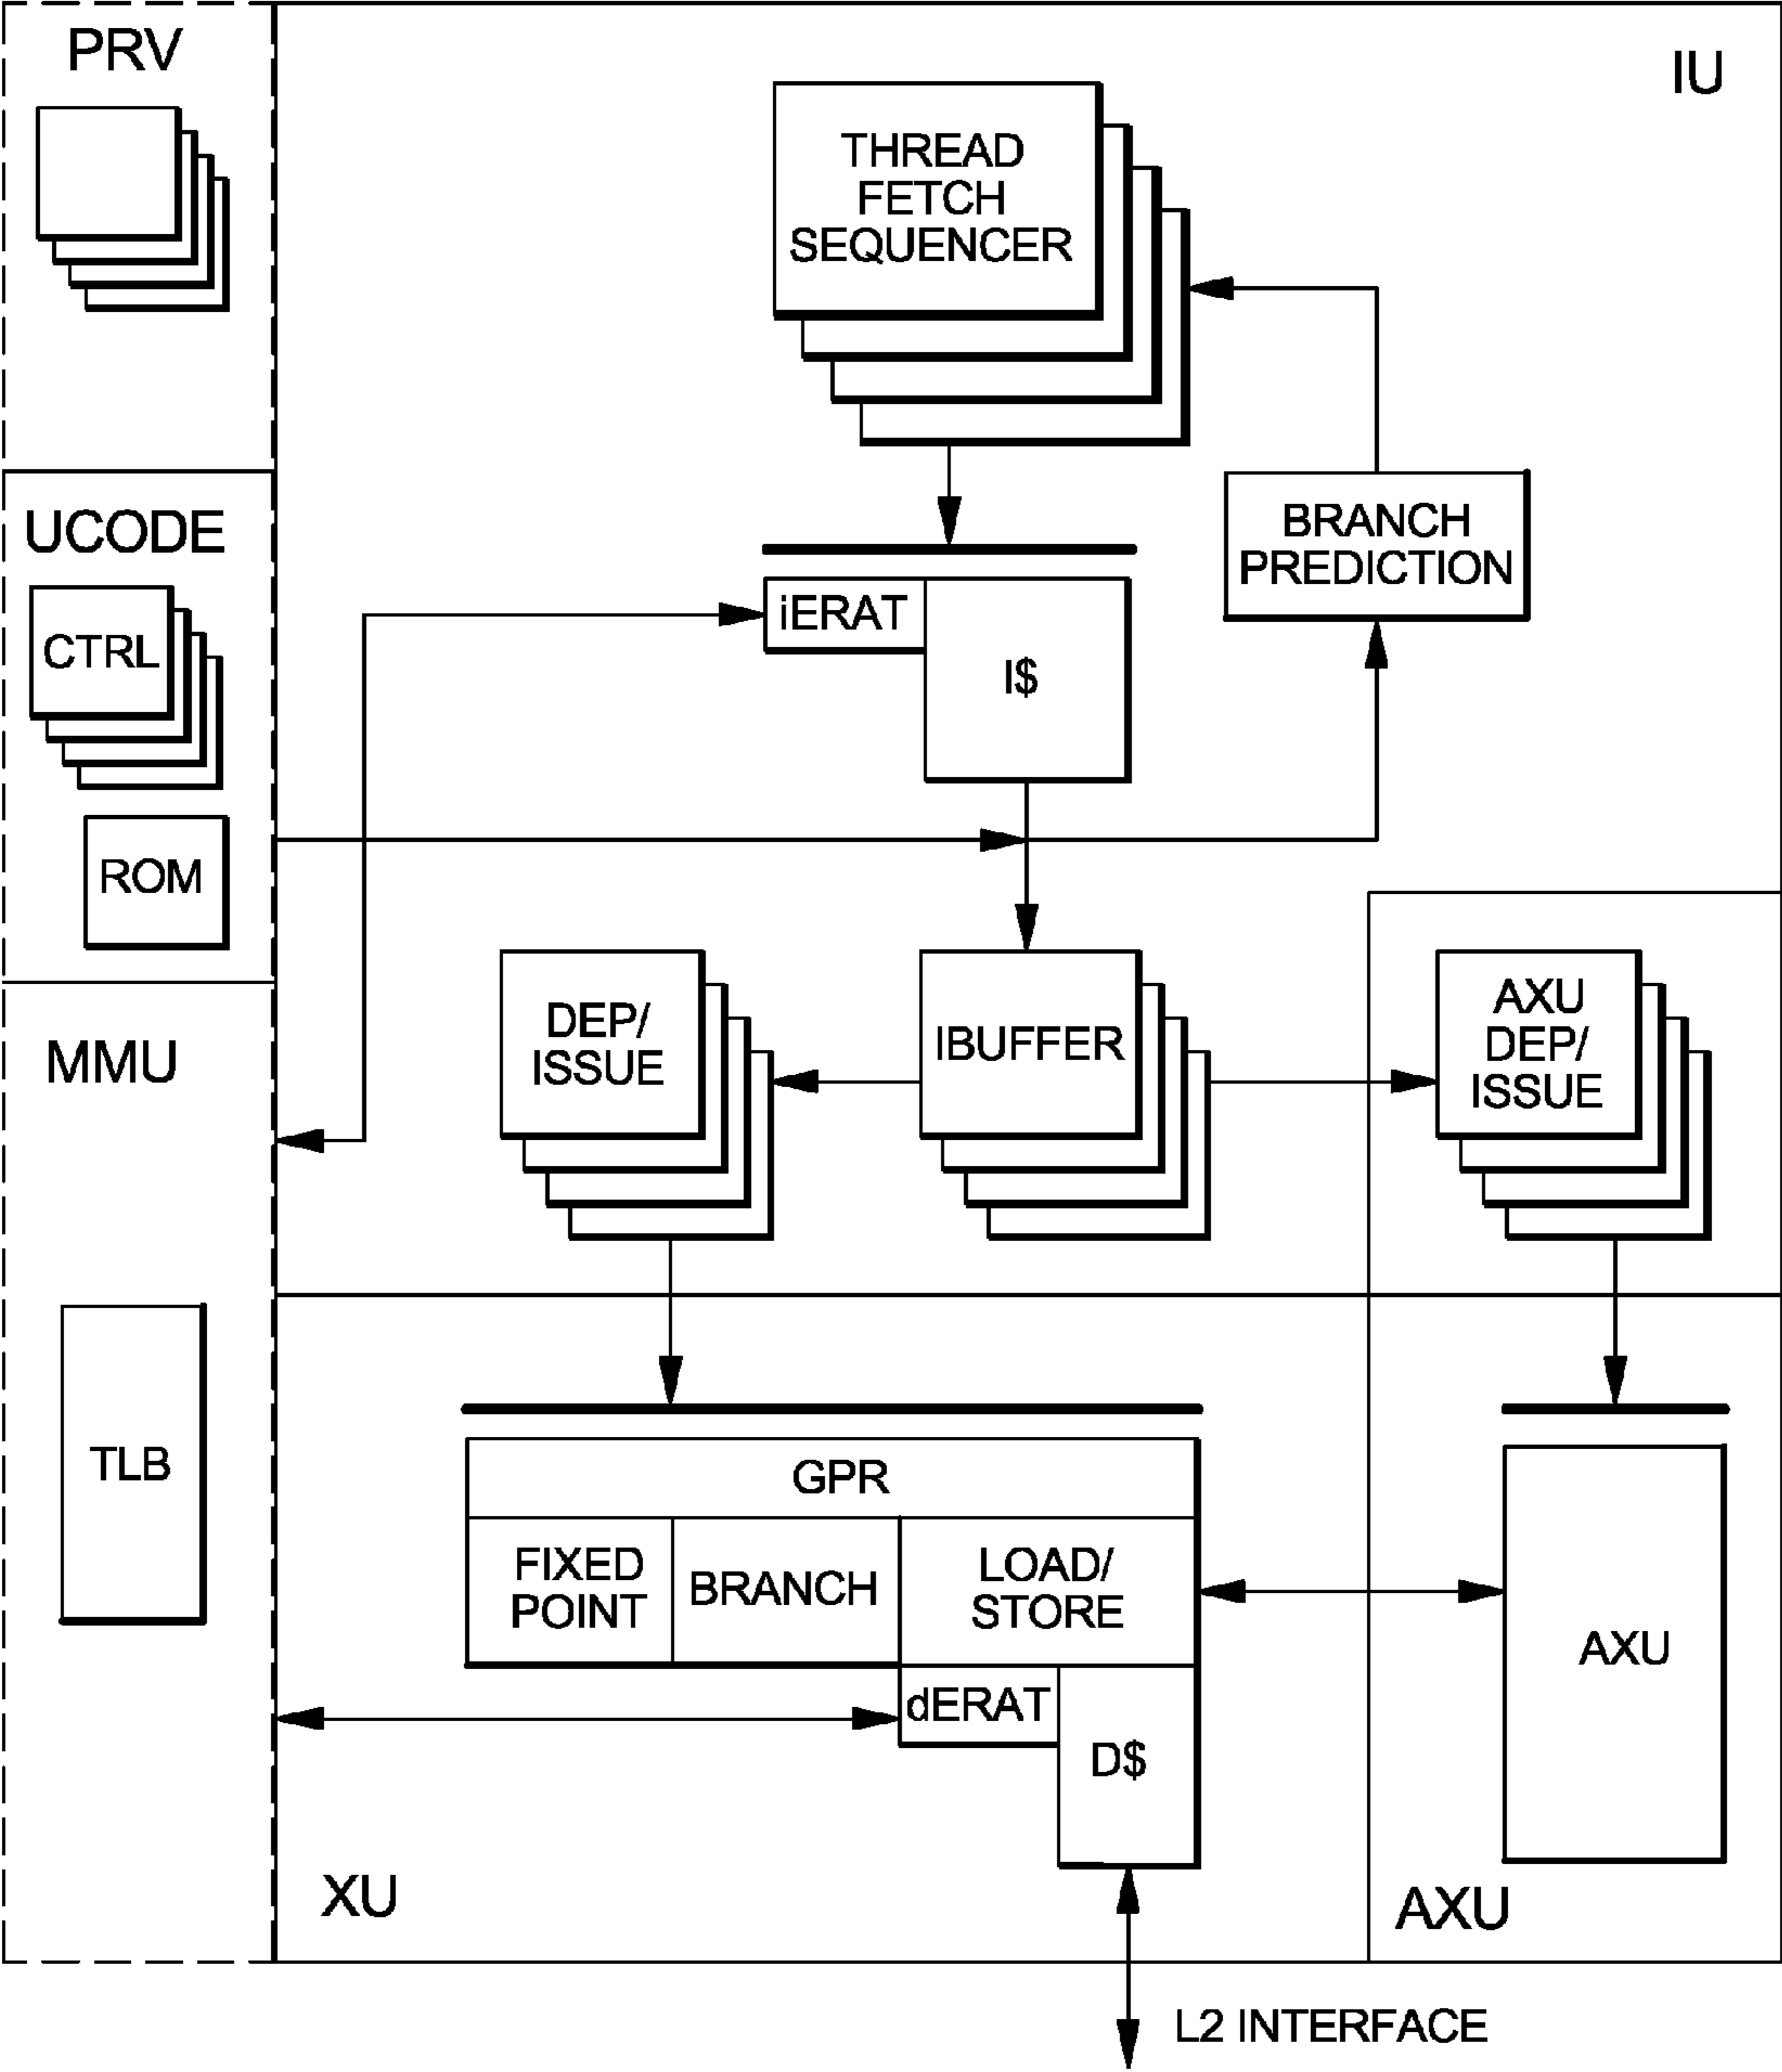 PRV
IU
THREAD
FETCH
SEQUENCER
UCODE
BRANCH
PREDICTION
iERAT
I$
CTRL
ROM
DEP/
ISSUE
IBUFFER
AXU
DEP/
ISSUE
MMU
TLB
GPR
FIXED
POINT
BRANCH
LOAD/
STORE
AXU
dERAT
D$
XU
AXU
L2 INTERFACE